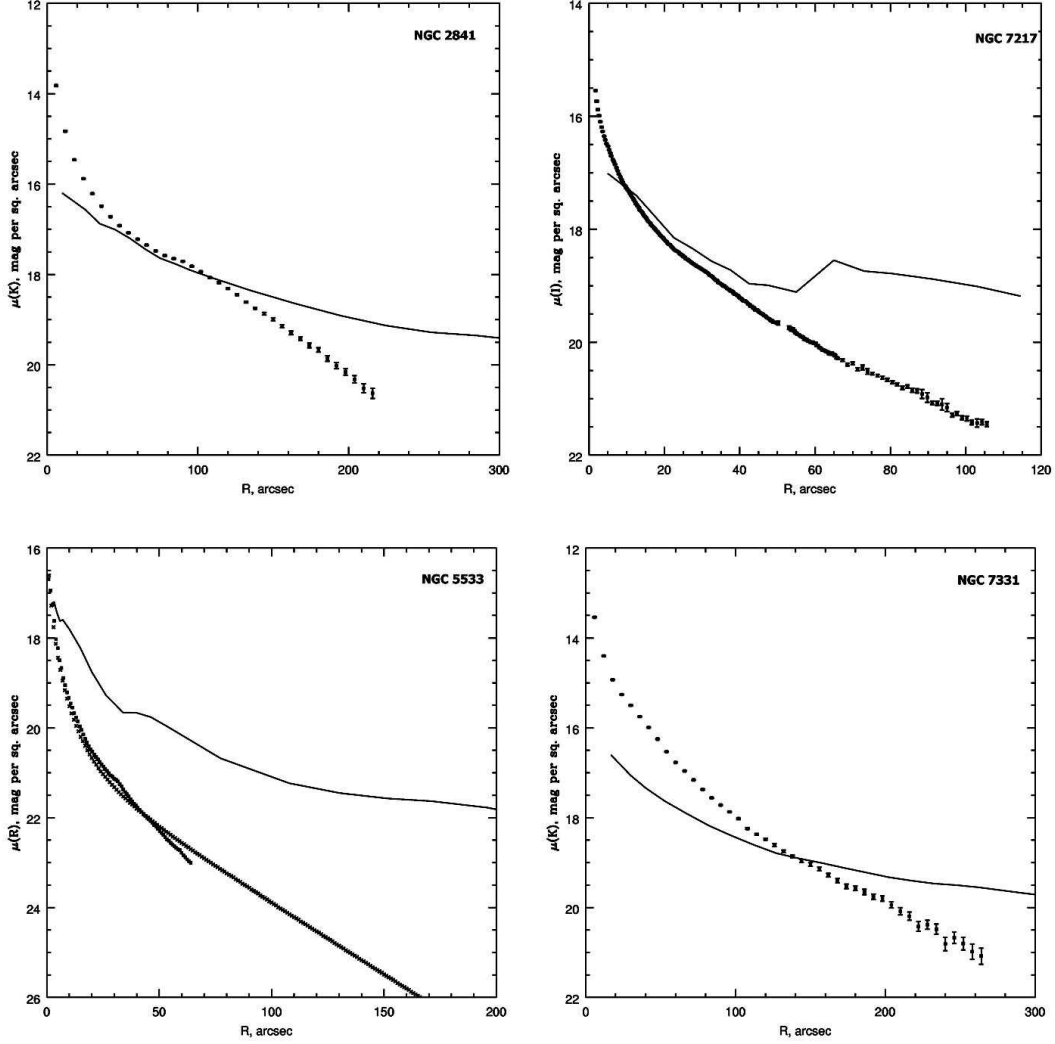 NGC 2841
μ(K), mag per sq. arcsec
12
14
16
18
20
22
0 100 200 300
R, arcsec
NGC 7217
μ(I), mag per sq. arcsec
14
16
18
20
22
0 20 40 60 80 100 120
R, arcsec
NGC 5533
μ(R), mag per sq. arcsec
16
18
20
22
24
26
0 50 100 150 200
R, arcsec
NGC 7331
μ(K), mag per sq. arcsec
12
14
16
18
20
22
0 100 200 300
R, arcsec